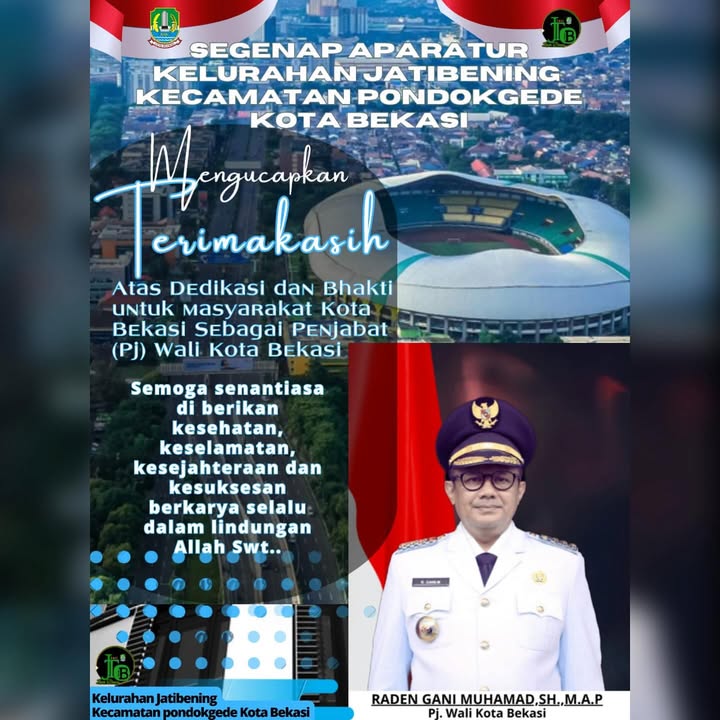 SEGENAP APARATUR
KELURAHAN JATIBENING
KECAMATAN PONDOKGEDE
KOTA BEKASI
Mengucapkan
Terimakasih
Atas Dedikasi dan Bhakti
untuk masyarakat Kota
Bekasi Sebagai Penjabat
(Pj) Wali Kota Bekasi
Semoga senantiasa
di berikan
kesehatan,
keselamatan,
kesejahteraan dan
kesuksesan
berkarya selalu
dalam lindungan
Allah Swt..
RADEN GANI MUHAMAD,SH.,M.A.P
Pj. Wali Kota Bekasi
Kelurahan Jatibening
Kecamatan pondokgede Kota Bekasi